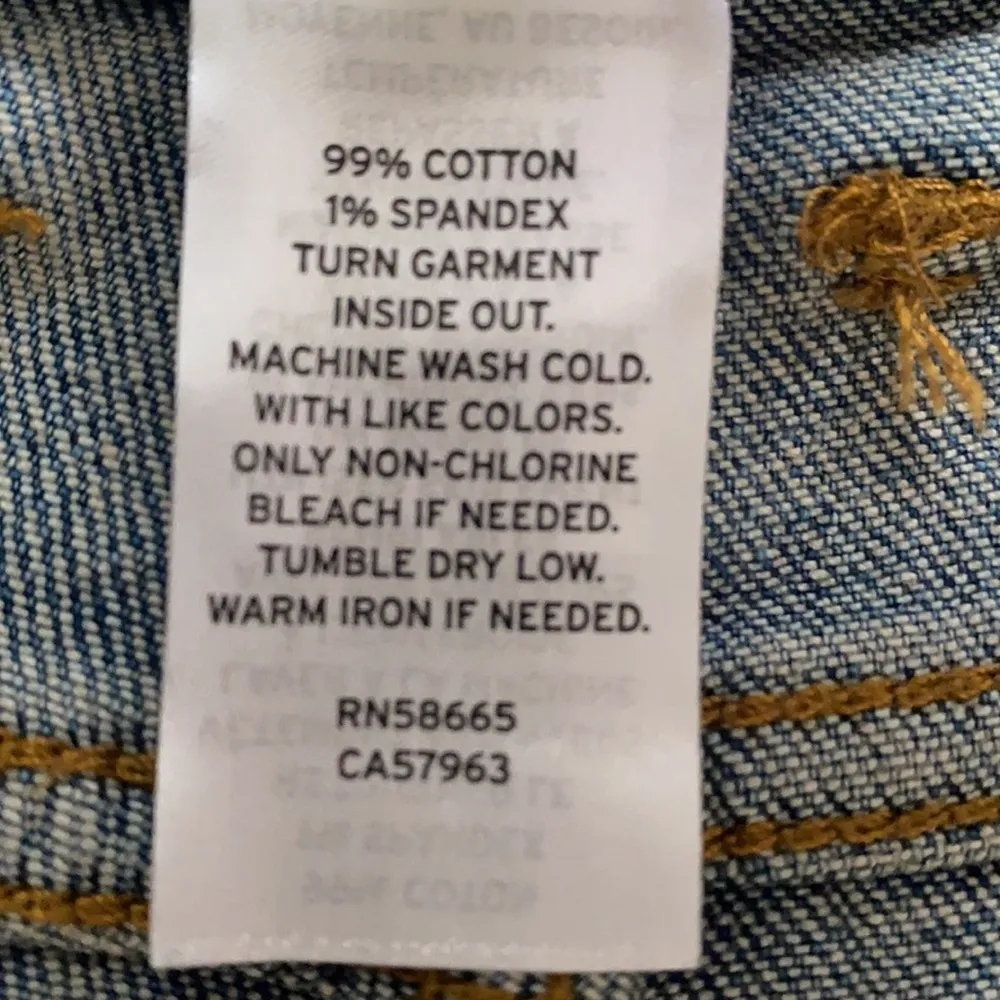 99% COTTON
1% SPANDEX
TURN GARMENT
INSIDE OUT.
MACHINE WASH COLD.
WITH LIKE COLORS.
ONLY NON-CHLORINE
BLEACH IF NEEDED.
TUMBLE DRY LOW.
WARM IRON IF NEEDED.
RN58665
CA57963